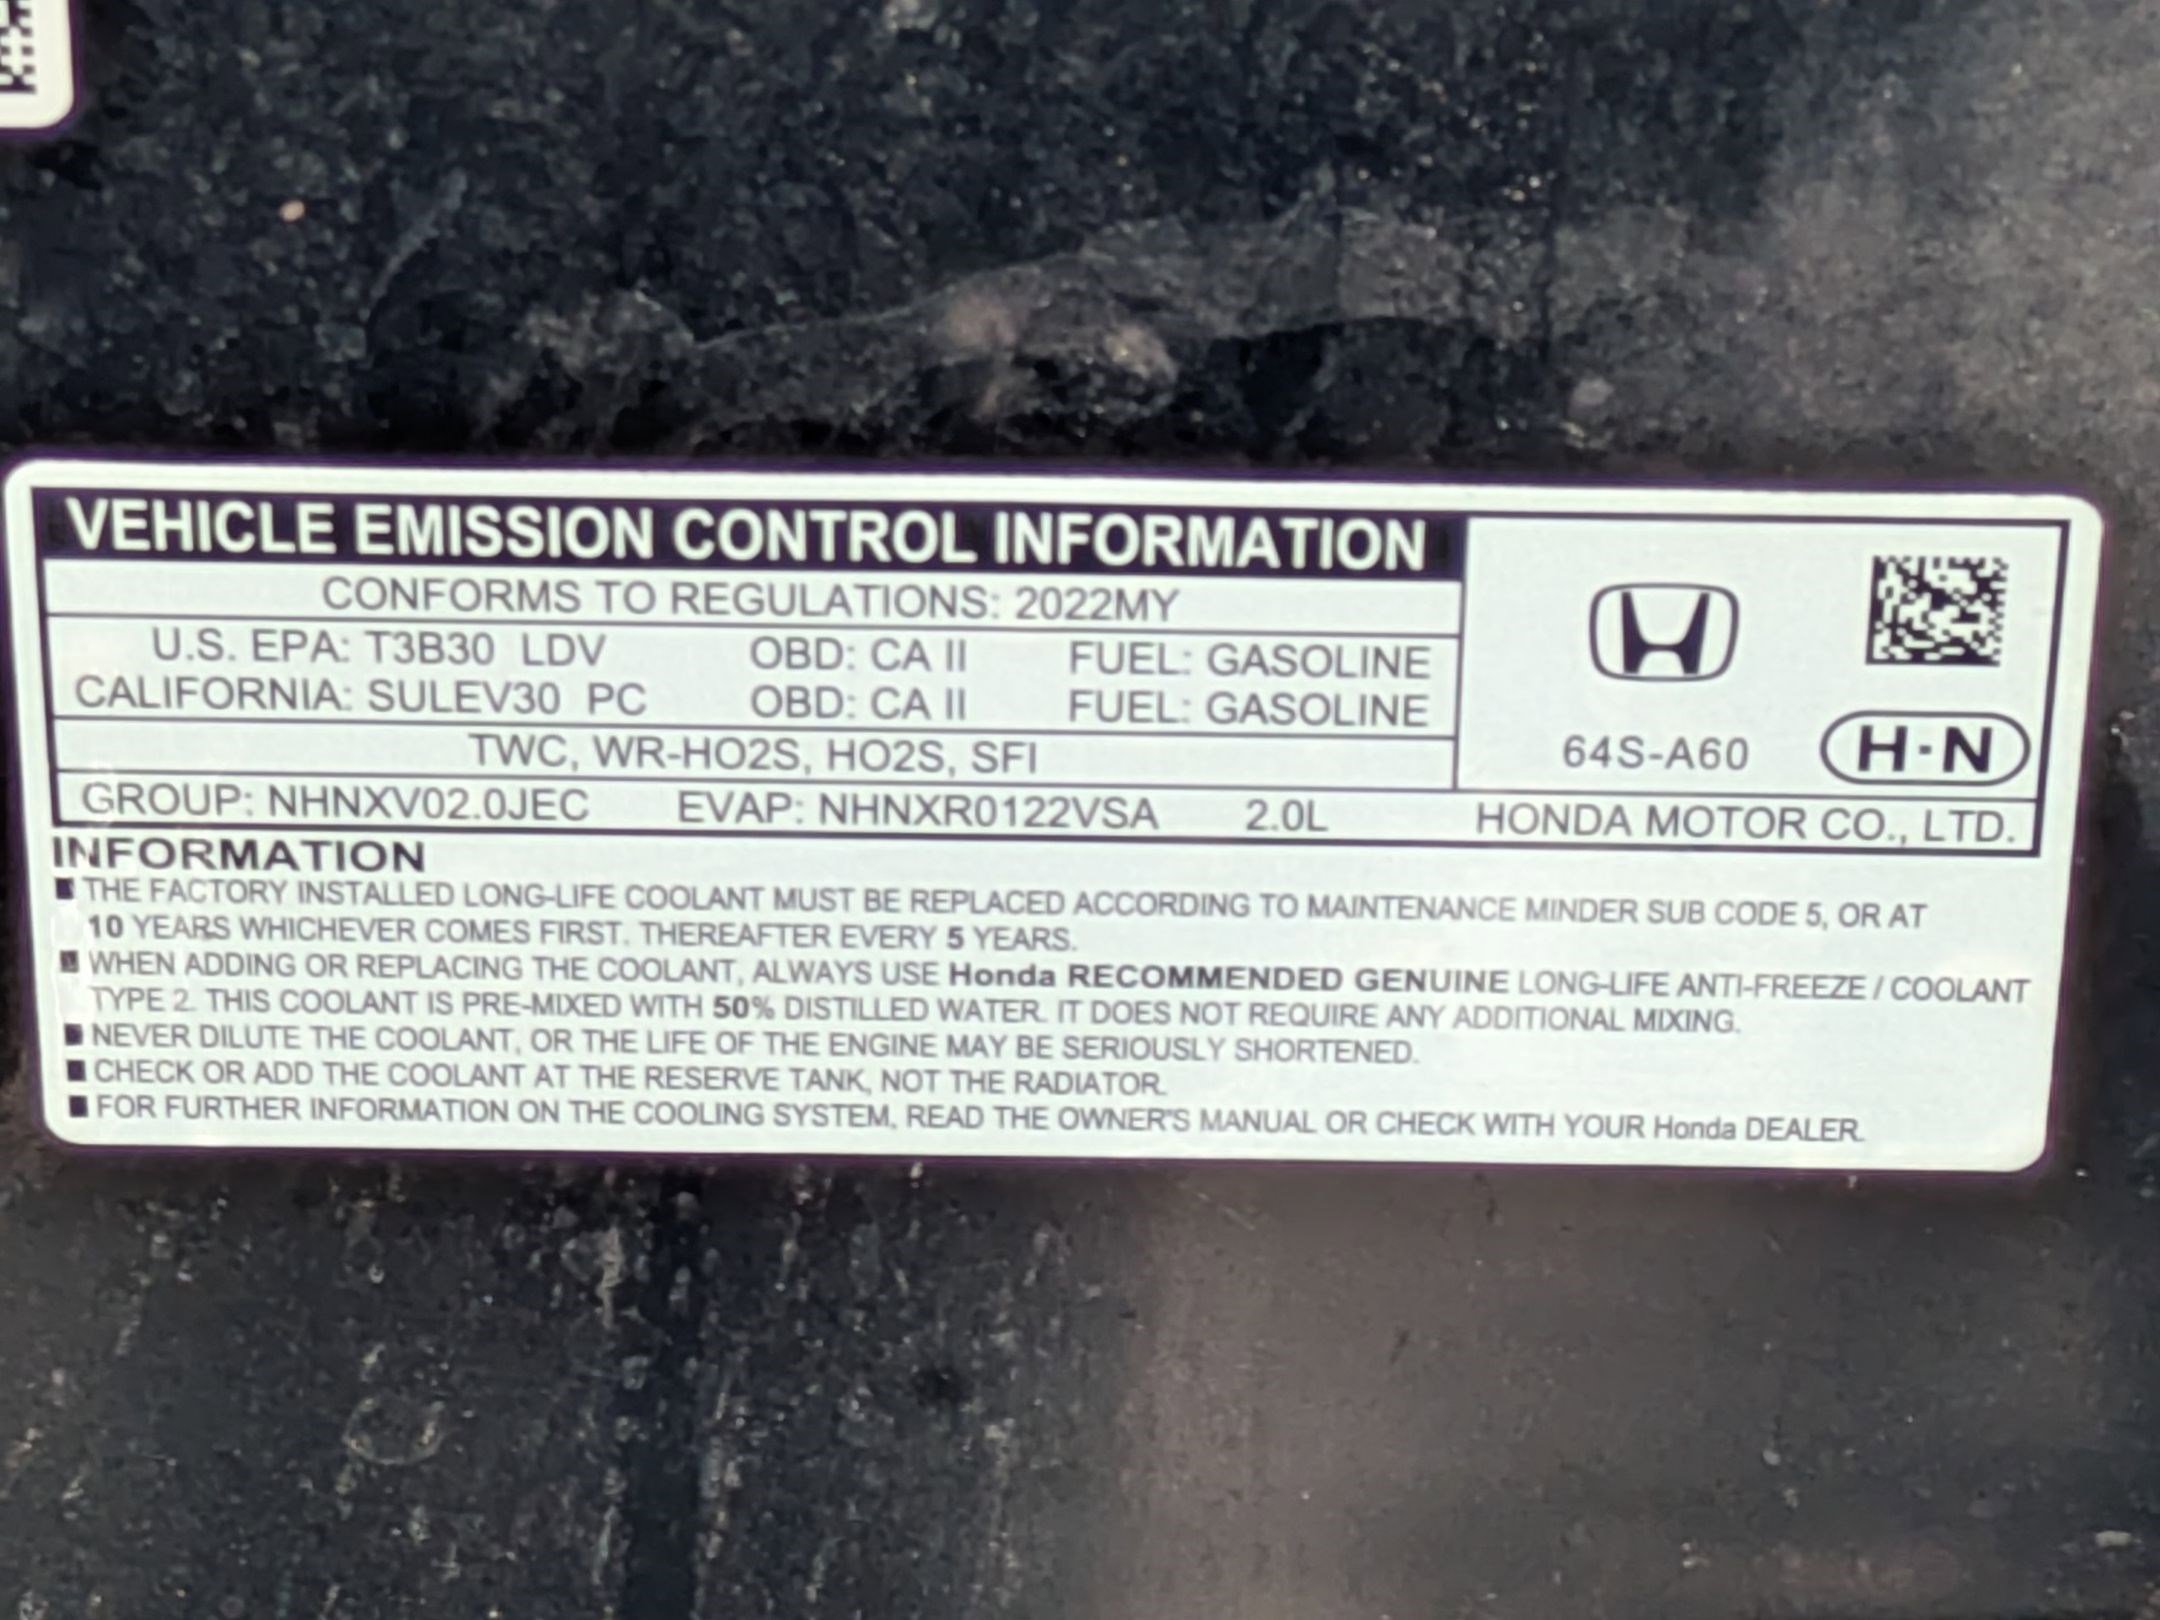 VEHICLE EMISSION CONTROL INFORMATION
CONFORMS TO REGULATIONS: 2022MY
U.S. EPA: T3B30 LDV OBD: CA II FUEL: GASOLINE
CALIFORNIA: SULEV30 PC OBD: CA II FUEL: GASOLINE
TWC, WR-HO2S, HO2S, SFI
64S-A60 H·N
GROUP: NHNXV02.0JEC EVAP: NHNXR0122VSA 2.0L HONDA MOTOR CO., LTD.
INFORMATION
■ THE FACTORY INSTALLED LONG-LIFE COOLANT MUST BE REPLACED ACCORDING TO MAINTENANCE MINDER SUB CODE 5, OR AT
10 YEARS WHICHEVER COMES FIRST. THEREAFTER EVERY 5 YEARS.
■ WHEN ADDING OR REPLACING THE COOLANT, ALWAYS USE Honda RECOMMENDED GENUINE LONG-LIFE ANTI-FREEZE / COOLANT
TYPE 2. THIS COOLANT IS PRE-MIXED WITH 50% DISTILLED WATER. IT DOES NOT REQUIRE ANY ADDITIONAL MIXING.
■ NEVER DILUTE THE COOLANT, OR THE LIFE OF THE ENGINE MAY BE SERIOUSLY SHORTENED.
■ CHECK OR ADD THE COOLANT AT THE RESERVE TANK, NOT THE RADIATOR.
■ FOR FURTHER INFORMATION ON THE COOLING SYSTEM, READ THE OWNER'S MANUAL OR CHECK WITH YOUR Honda DEALER.